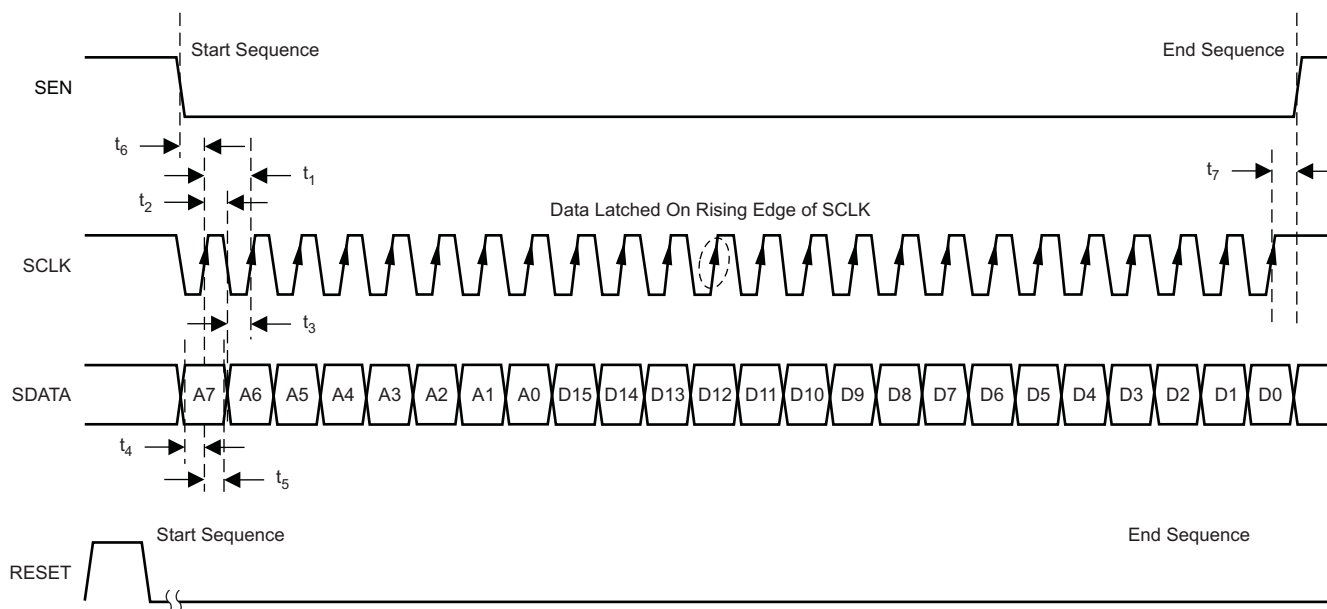 Start Sequence
End Sequence
SEN
t6
t1
t7
t2
Data Latched On Rising Edge of SCLK
SCLK
t3
SDATA
A7 A6 A5 A4 A3 A2 A1 A0 D15 D14 D13 D12 D11 D10 D9 D8 D7 D6 D5 D4 D3 D2 D1 D0
t4
t5
Start Sequence
End Sequence
RESET